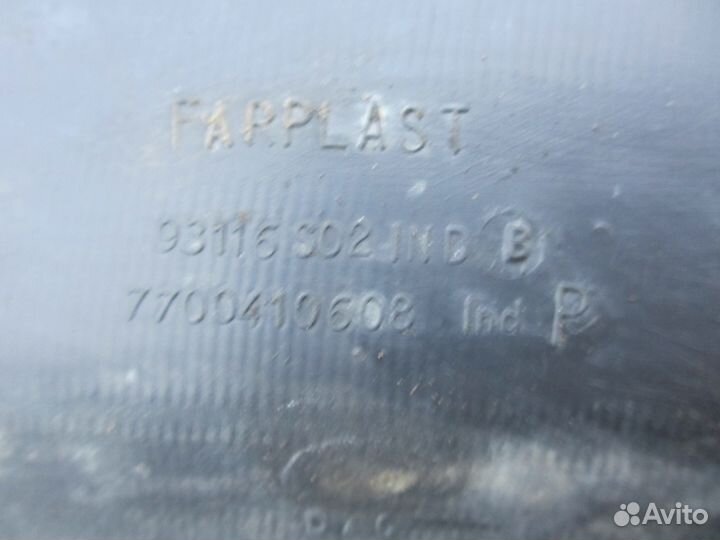 FARPLAST
93116 S02 IND B
7700410608 Ind P
Avito